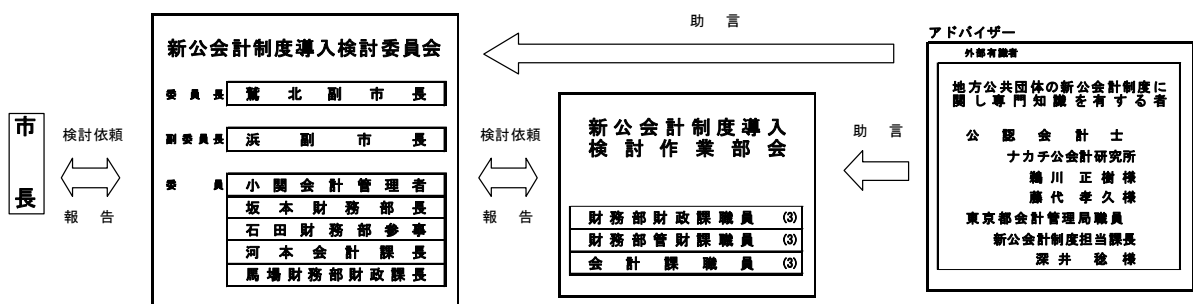 市長
検討依頼
報告
新公会計制度導入検討委員会
委員長 鷲北副市長
副委員長 浜副市長
委員 小関会計管理者
坂本財務部長
石田財務部参事
河本会計課長
馬場財務部財政課長
検討依頼
報告
新公会計制度導入
検討作業部会
財務部財政課職員 (3)
財務部管財課職員 (3)
会計課職員 (3)
助言
助言
アドバイザー
外部有識者
地方公共団体の新公会計制度に
関し専門知識を有する者
公認会計士
ナカチ公会計研究所
鵜川正樹様
藤代孝久様
東京都会計管理局職員
新公会計制度担当課長
深井稔様